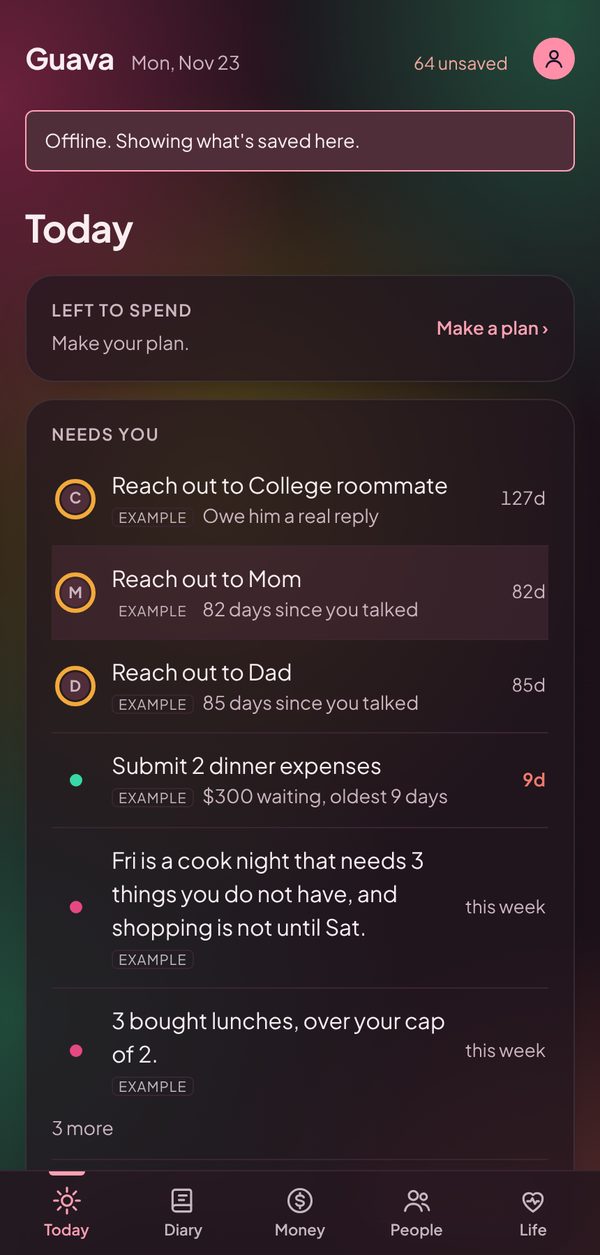 Guava Mon, Nov 23 64 unsaved
Offline. Showing what's saved here.
Today
LEFT TO SPEND
Make your plan.
Make a plan ›
NEEDS YOU
C Reach out to College roommate 127d
EXAMPLE Owe him a real reply
M Reach out to Mom 82d
EXAMPLE 82 days since you talked
D Reach out to Dad 85d
EXAMPLE 85 days since you talked
Submit 2 dinner expenses 9d
EXAMPLE $300 waiting, oldest 9 days
Fri is a cook night that needs 3
things you do not have, and
shopping is not until Sat.
this week
EXAMPLE
3 bought lunches, over your cap
of 2.
this week
EXAMPLE
3 more
Today Diary Money People Life